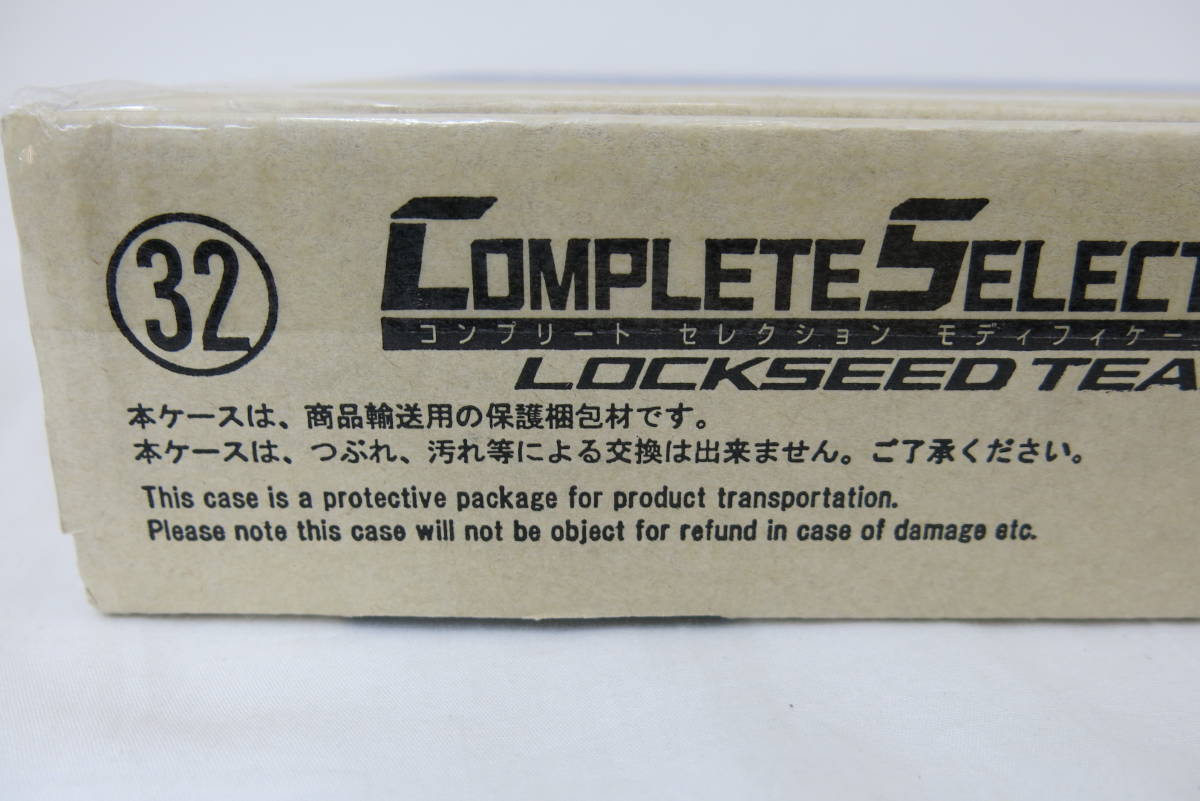 32
COMPLETE SELECT
コンプリート セレクション モディフィケー
LOCKSEED TEA
本ケースは、商品輸送用の保護梱包材です。
本ケースは、つぶれ、汚れ等による交換は出来ません。ご了承ください。
This case is a protective package for product transportation.
Please note this case will not be object for refund in case of damage etc.